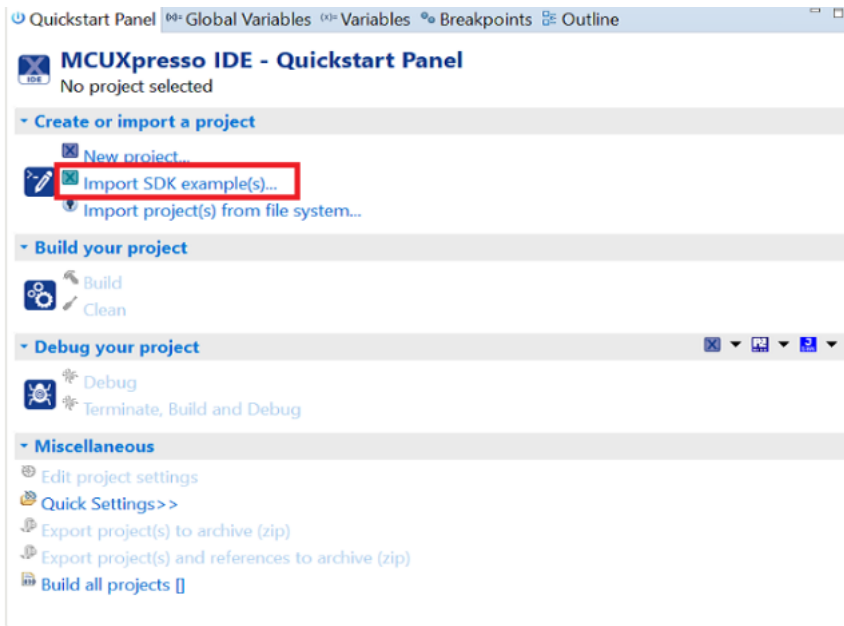 Quickstart Panel (x)= Global Variables (x)= Variables Breakpoints Outline
MCUXpresso IDE - Quickstart Panel
IDE
No project selected
Create or import a project
New project...
Import SDK example(s)...
Import project(s) from file system...
Build your project
Build
Clean
Debug your project
Debug
Terminate, Build and Debug
Miscellaneous
Edit project settings
Quick Settings>>
Export project(s) to archive (zip)
Export project(s) and references to archive (zip)
Build all projects []